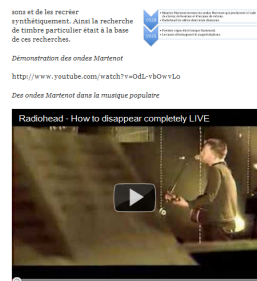 sons et de les recréer
synthétiquement. Ainsi la recherche
de timbre particulier était à la base
de ces recherches.
Démonstration des ondes Martenot
http://www.youtube.com/watch?v=OdL-vbOwvLo
Des ondes Martenot dans la musique populaire
Radiohead - How to disappear completely LIVE